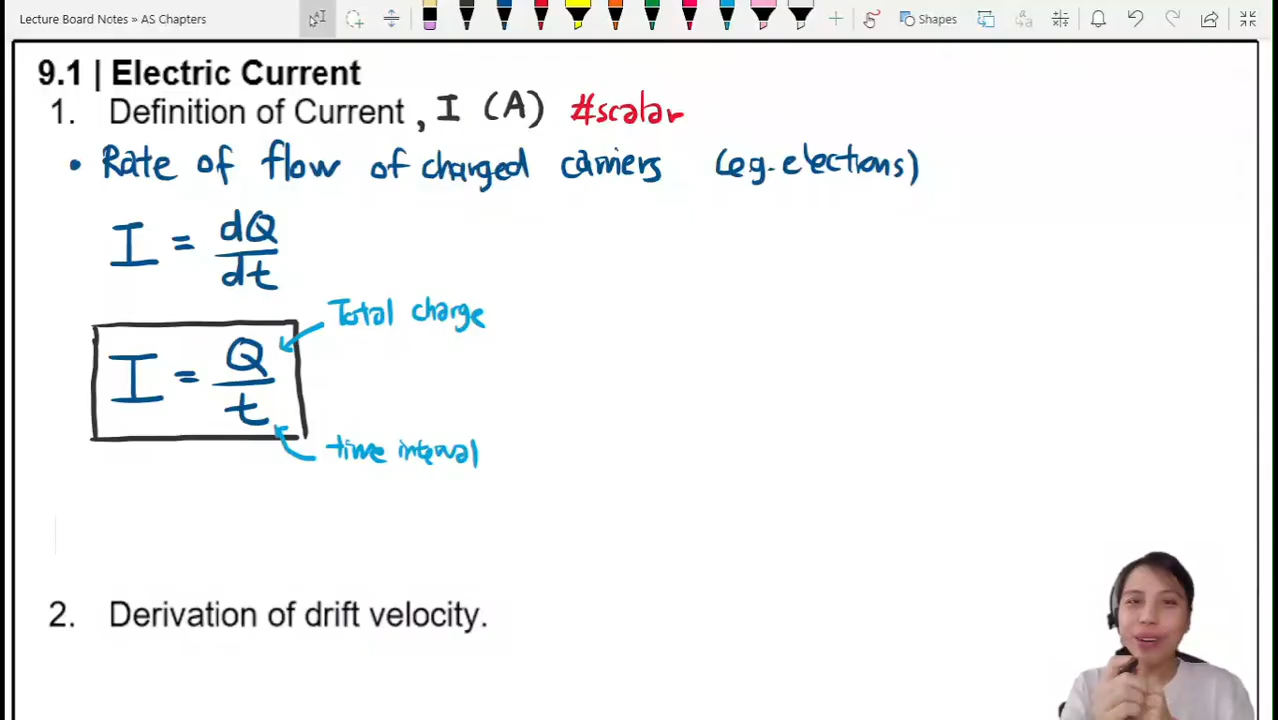 Lecture Board Notes » AS Chapters
Shapes
9.1 | Electric Current
1. Definition of Current, I (A) #scalar
• Rate of flow of charged carriers (eg. electrons)
I = dQ/dt
Total charge
I = Q/t
time interval
2. Derivation of drift velocity.